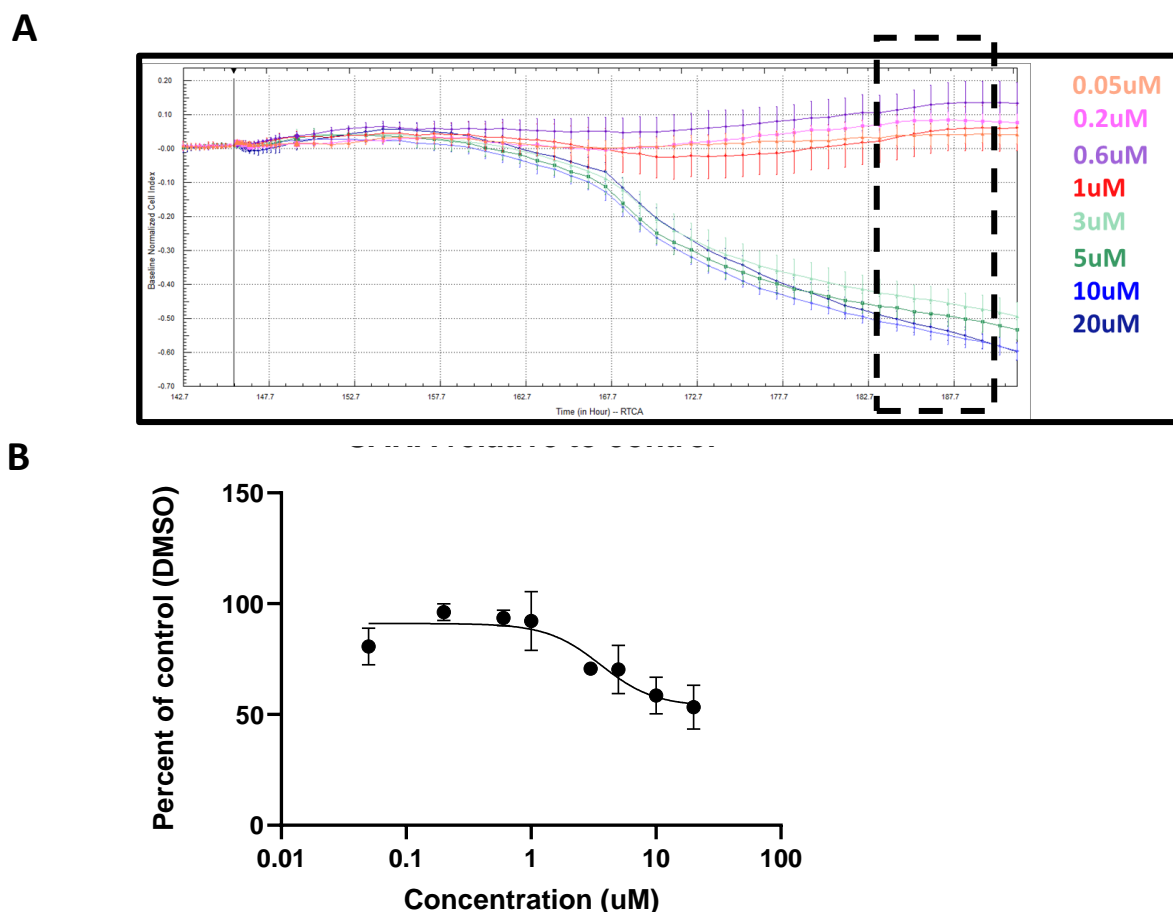 A
0.20
0.10
-0.00
-0.10
-0.20
-0.30
-0.40
-0.50
-0.60
-0.70
Baseline Normalized Cell Index
142.7 147.7 152.7 157.7 162.7 167.7 172.7 177.7 182.7 187.7
Time (in Hour) -- RTCA
0.05uM
0.2uM
0.6uM
1uM
3uM
5uM
10uM
20uM
B
relative to control
150
100
50
0
Percent of control (DMSO)
0.01 0.1 1 10 100
Concentration (uM)